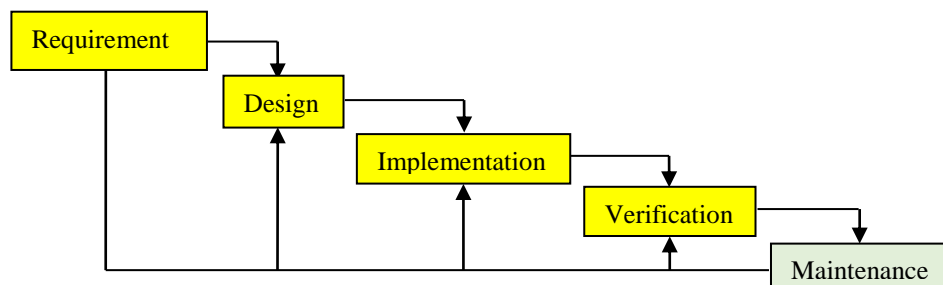 Requirement
Design
Implementation
Verification
Maintenance